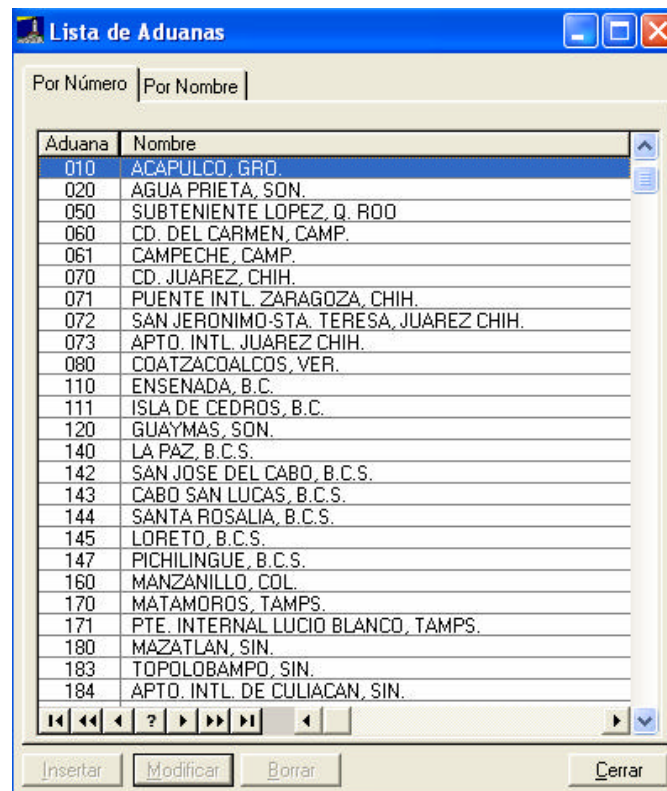 Lista de Aduanas
Por Número Por Nombre
Aduana Nombre
010 ACAPULCO, GRO.
020 AGUA PRIETA, SON.
050 SUBTENIENTE LOPEZ, Q. ROO
060 CD. DEL CARMEN, CAMP.
061 CAMPECHE, CAMP.
070 CD. JUAREZ, CHIH.
071 PUENTE INTL. ZARAGOZA, CHIH.
072 SAN JERONIMO-STA. TERESA, JUAREZ CHIH.
073 APTO. INTL. JUAREZ CHIH.
080 COATZACOALCOS, VER.
110 ENSENADA, B.C.
111 ISLA DE CEDROS, B.C.
120 GUAYMAS, SON.
140 LA PAZ, B.C.S.
142 SAN JOSE DEL CABO, B.C.S.
143 CABO SAN LUCAS, B.C.S.
144 SANTA ROSALIA, B.C.S.
145 LORETO, B.C.S.
147 PICHILINGUE, B.C.S.
160 MANZANILLO, COL.
170 MATAMOROS, TAMPS.
171 PTE. INTERNAL LUCIO BLANCO, TAMPS.
180 MAZATLAN, SIN.
183 TOPOLOBAMPO, SIN.
184 APTO. INTL. DE CULIACAN, SIN.
?
Insertar Modificar Borrar Cerrar